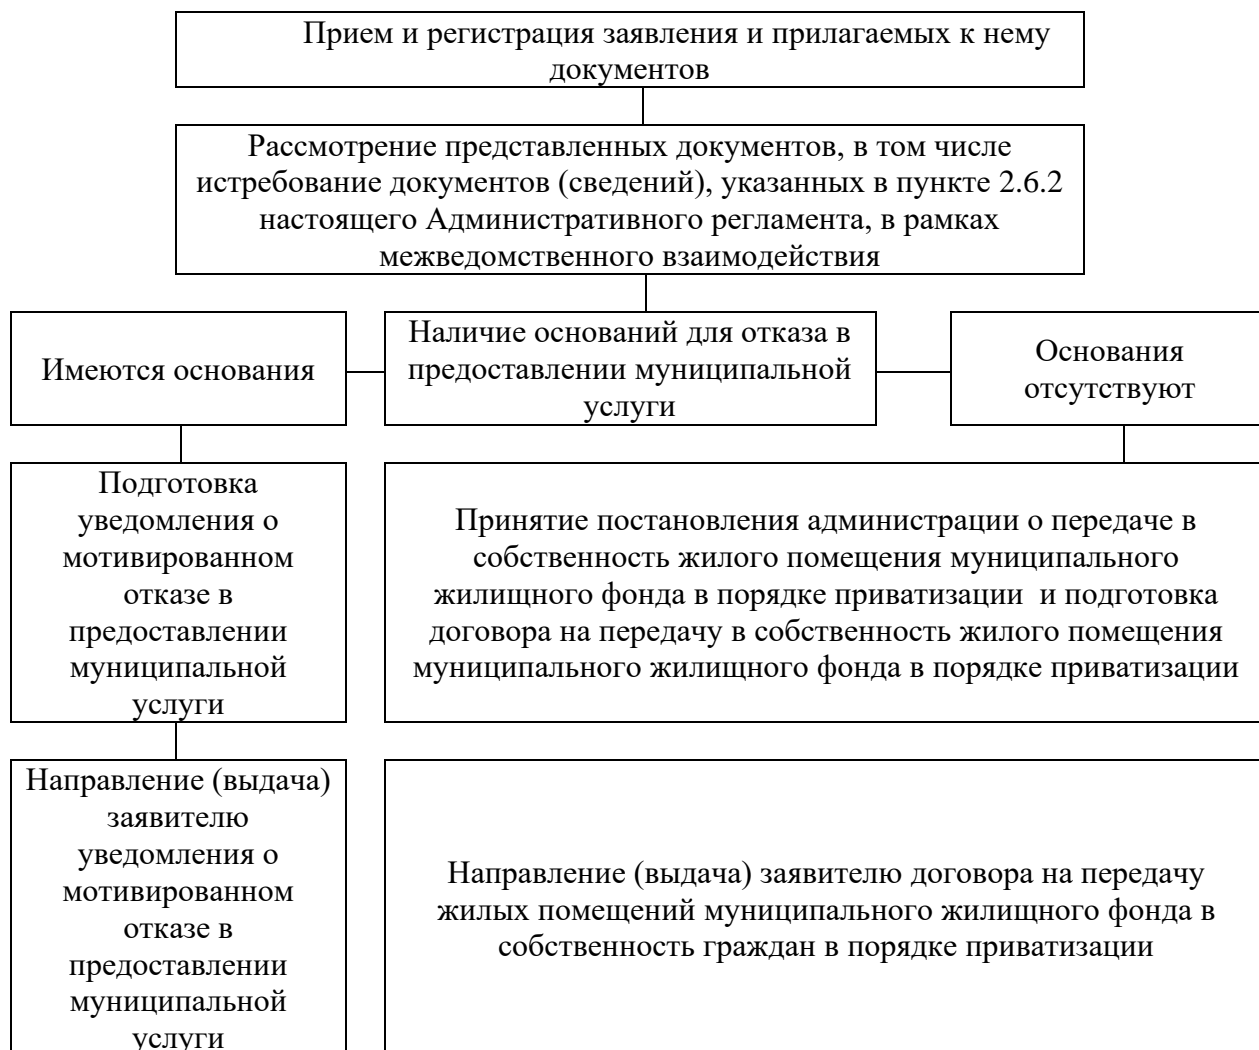 Прием и регистрация заявления и прилагаемых к нему
документов
Рассмотрение представленных документов, в том числе
истребование документов (сведений), указанных в пункте 2.6.2
настоящего Административного регламента, в рамках
межведомственного взаимодействия
Имеются основания
Наличие оснований для отказа в
предоставлении муниципальной
услуги
Основания
отсутствуют
Подготовка
уведомления о
мотивированном
отказе в
предоставлении
муниципальной
услуги
Принятие постановления администрации о передаче в
собственность жилого помещения муниципального
жилищного фонда в порядке приватизации и подготовка
договора на передачу в собственность жилого помещения
муниципального жилищного фонда в порядке приватизации
Направление (выдача)
заявителю
уведомления о
мотивированном
отказе в
предоставлении
муниципальной
услуги
Направление (выдача) заявителю договора на передачу
жилых помещений муниципального жилищного фонда в
собственность граждан в порядке приватизации